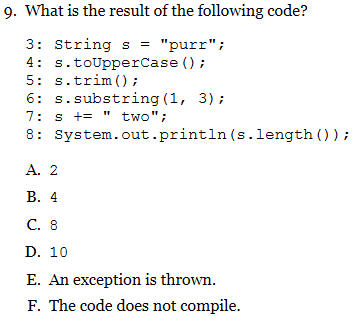 9. What is the result of the following code?
3: String s = "purr";
4: s.toUpperCase();
5: s.trim();
6: s.substring(1, 3);
7: s += " two";
8: System.out.println(s.length());
A. 2
B. 4
C. 8
D. 10
E. An exception is thrown.
F. The code does not compile.